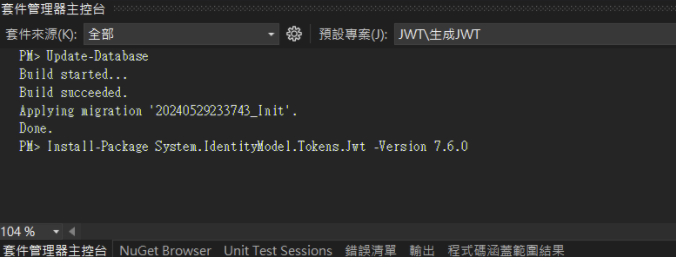 套件管理器主控台
套件來源(K): 全部 預設專案(J): JWT\生成JWT
PM> Update-Database
Build started...
Build succeeded.
Applying migration '20240529233743_Init'.
Done.
PM> Install-Package System.IdentityModel.Tokens.Jwt -Version 7.6.0
104 %
套件管理器主控台 NuGet Browser Unit Test Sessions 錯誤清單 輸出 程式碼涵蓋範圍結果